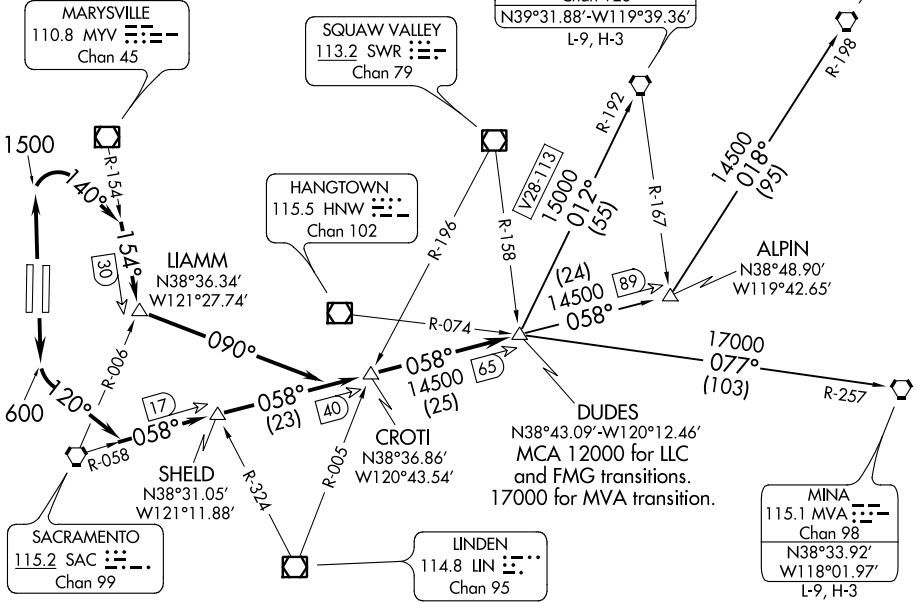 MARYSVILLE
110.8 MYV
Chan 45
SQUAW VALLEY
113.2 SWR
Chan 79
N39°31.88′-W119°39.36′
L-9, H-3
HANGTOWN
115.5 HNW
Chan 102
1500
140°
R-154
154°
30
LIAMM
N38°36.34′
W121°27.74′
R-006
090°
600
120°
R-058
058°
17
SHELD
N38°31.05′
W121°11.88′
058°
(23)
40
R-324
R-005
R-196
R-158
R-074
CROTI
N38°36.86′
W120°43.54′
058°
14500
(25)
65
V28-113
15000
012°
(55)
R-192
R-167
(24)
14500
058°
89
14500
018°
(95)
R-198
ALPIN
N38°48.90′
W119°42.65′
17000
077°
(103)
R-257
DUDES
N38°43.09′-W120°12.46′
MCA 12000 for LLC
and FMG transitions.
17000 for MVA transition.
SACRAMENTO
115.2 SAC
Chan 99
LINDEN
114.8 LIN
Chan 95
MINA
115.1 MVA
Chan 98
N38°33.92′
W118°01.97′
L-9, H-3